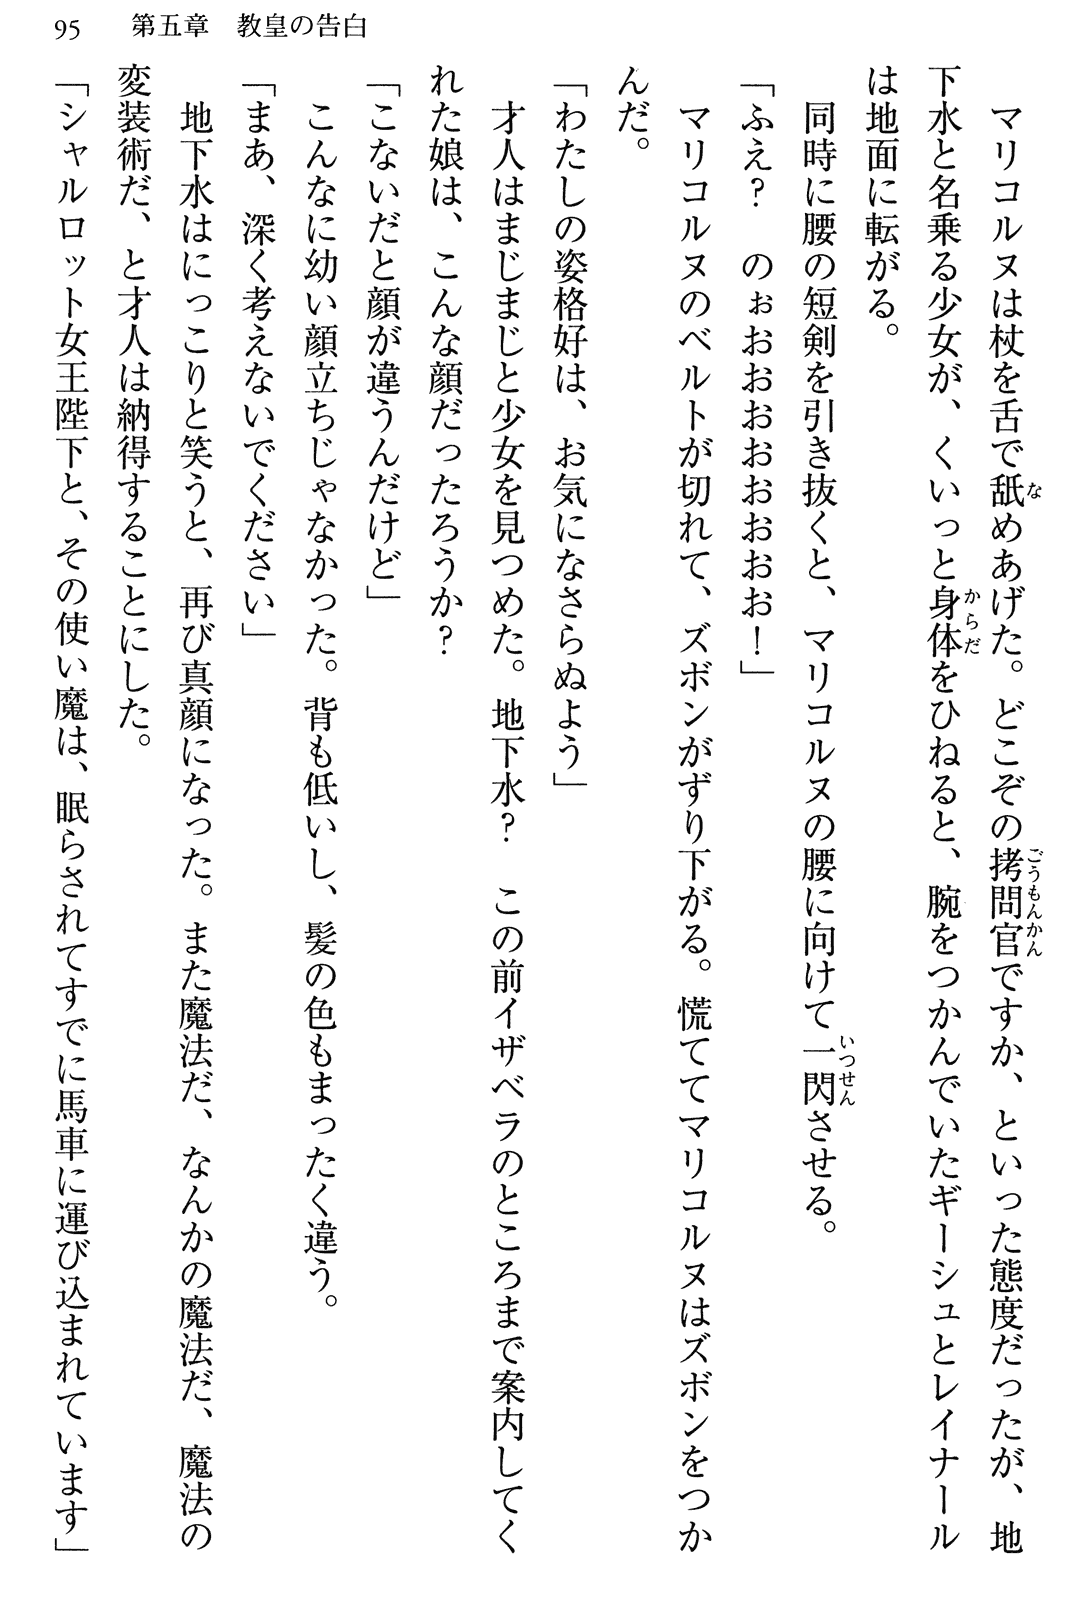 95　第五章　教皇の告白
　マリコルヌは杖を舌で舐めあげた。どこぞの拷問官ですか、といった態度だったが、地
下水と名乗る少女が、くいっと身体をひねると、腕をつかんでいたギーシュとレイナール
は地面に転がる。
　同時に腰の短剣を引き抜くと、マリコルヌの腰に向けて一閃させる。
「ふえ？　のぉおおおおおおおお！」
　マリコルヌのベルトが切れて、ズボンがずり下がる。慌ててマリコルヌはズボンをつか
んだ。
「わたしの姿格好は、お気になさらぬよう」
　才人はまじまじと少女を見つめた。地下水？　この前イザベラのところまで案内してく
れた娘は、こんな顔だったろうか？
「こないだと顔が違うんだけど」
　こんなに幼い顔立ちじゃなかった。背も低いし、髪の色もまったく違う。
「まあ、深く考えないでください」
　地下水はにっこりと笑うと、再び真顔になった。また魔法だ、なんかの魔法だ、魔法の
変装術だ、と才人は納得することにした。
「シャルロット女王陛下と、その使い魔は、眠らされてすでに馬車に運び込まれています」